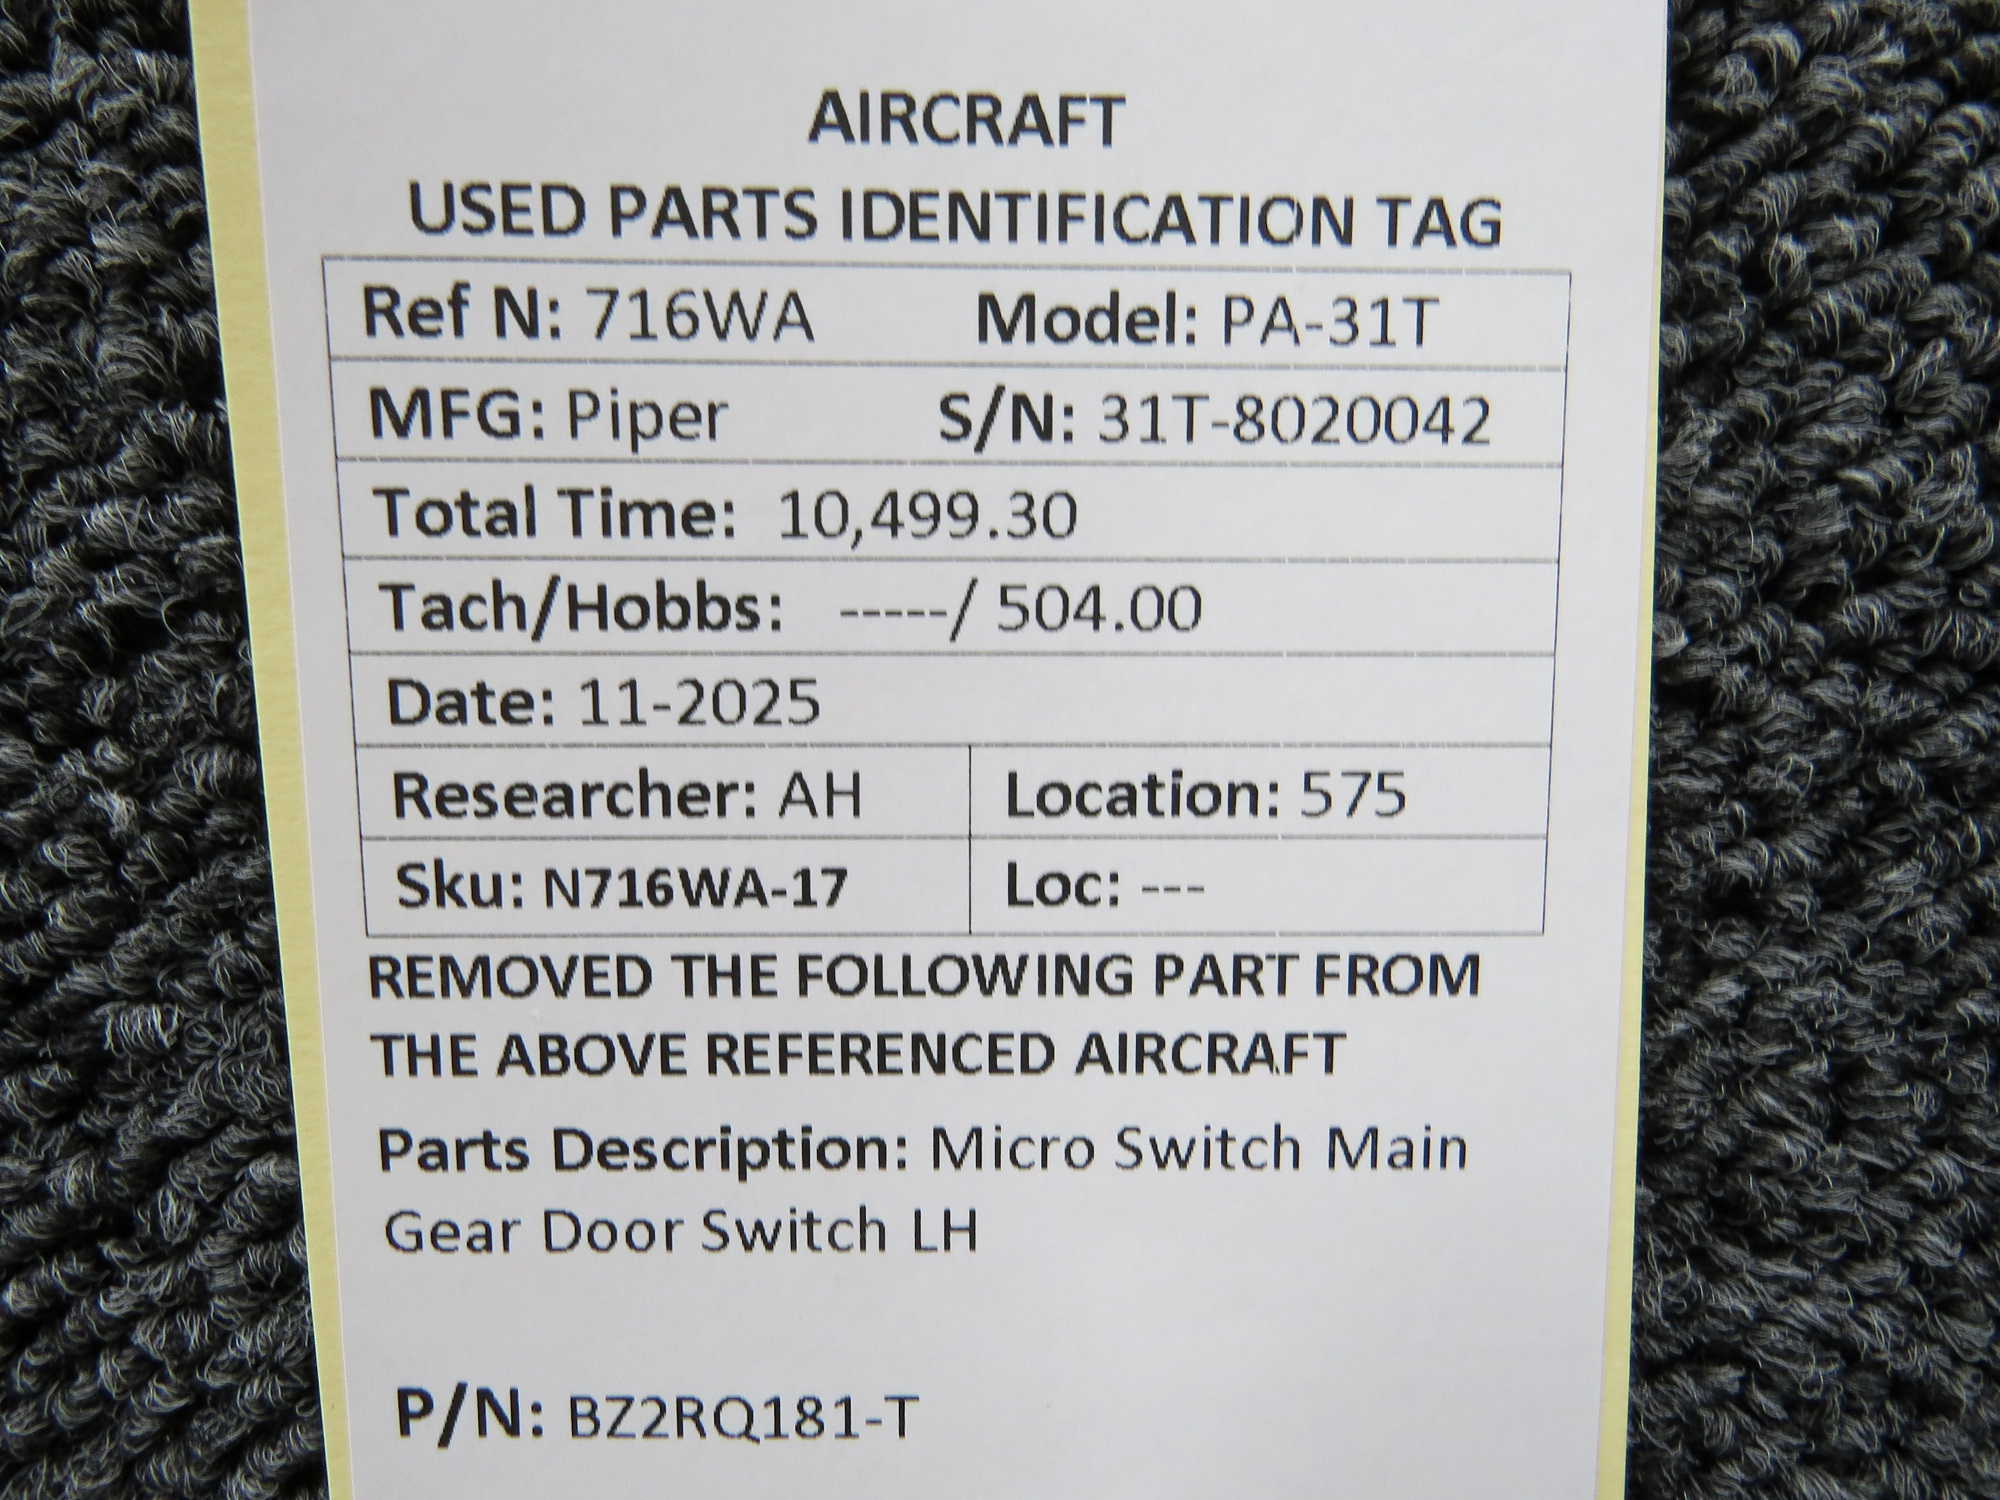 AIRCRAFT
USED PARTS IDENTIFICATION TAG
Ref N: 716WA Model: PA-31T
MFG: Piper S/N: 31T-8020042
Total Time: 10,499.30
Tach/Hobbs: -----/ 504.00
Date: 11-2025
Researcher: AH Location: 575
Sku: N716WA-17 Loc: ---
REMOVED THE FOLLOWING PART FROM
THE ABOVE REFERENCED AIRCRAFT
Parts Description: Micro Switch Main
Gear Door Switch LH
P/N: BZ2RQ181-T